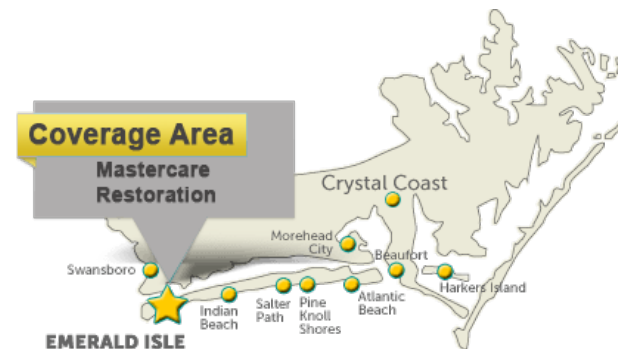 Coverage Area
Mastercare
Restoration
Crystal Coast
Morehead
City
Beaufort
Swansboro
Harkers Island
Indian
Beach
Salter
Path
Pine
Knoll
Shores
Atlantic
Beach
EMERALD ISLE